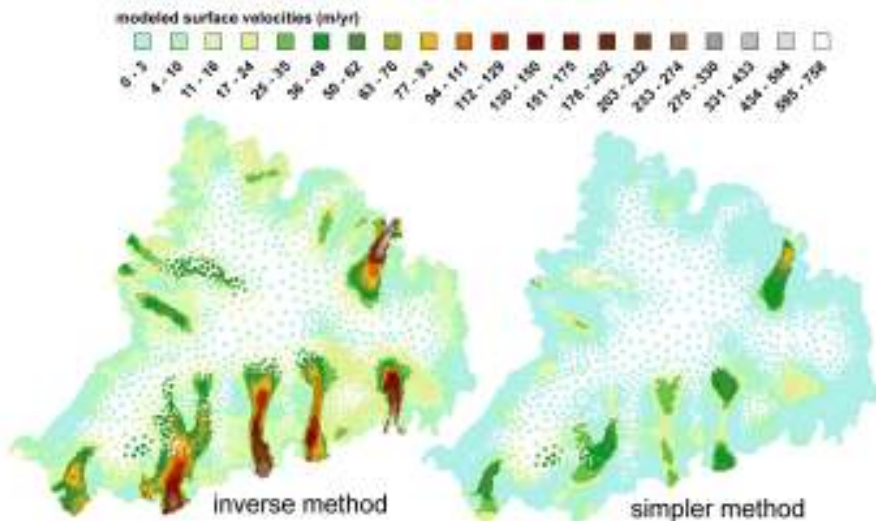 modeled surface velocities (m/yr)
0 - 3
4 - 10
11 - 16
17 - 24
25 - 35
36 - 49
50 - 62
63 - 76
77 - 93
94 - 111
112 - 129
130 - 150
151 - 175
176 - 202
203 - 232
233 - 274
275 - 330
331 - 433
434 - 594
595 - 758
inverse method
simpler method